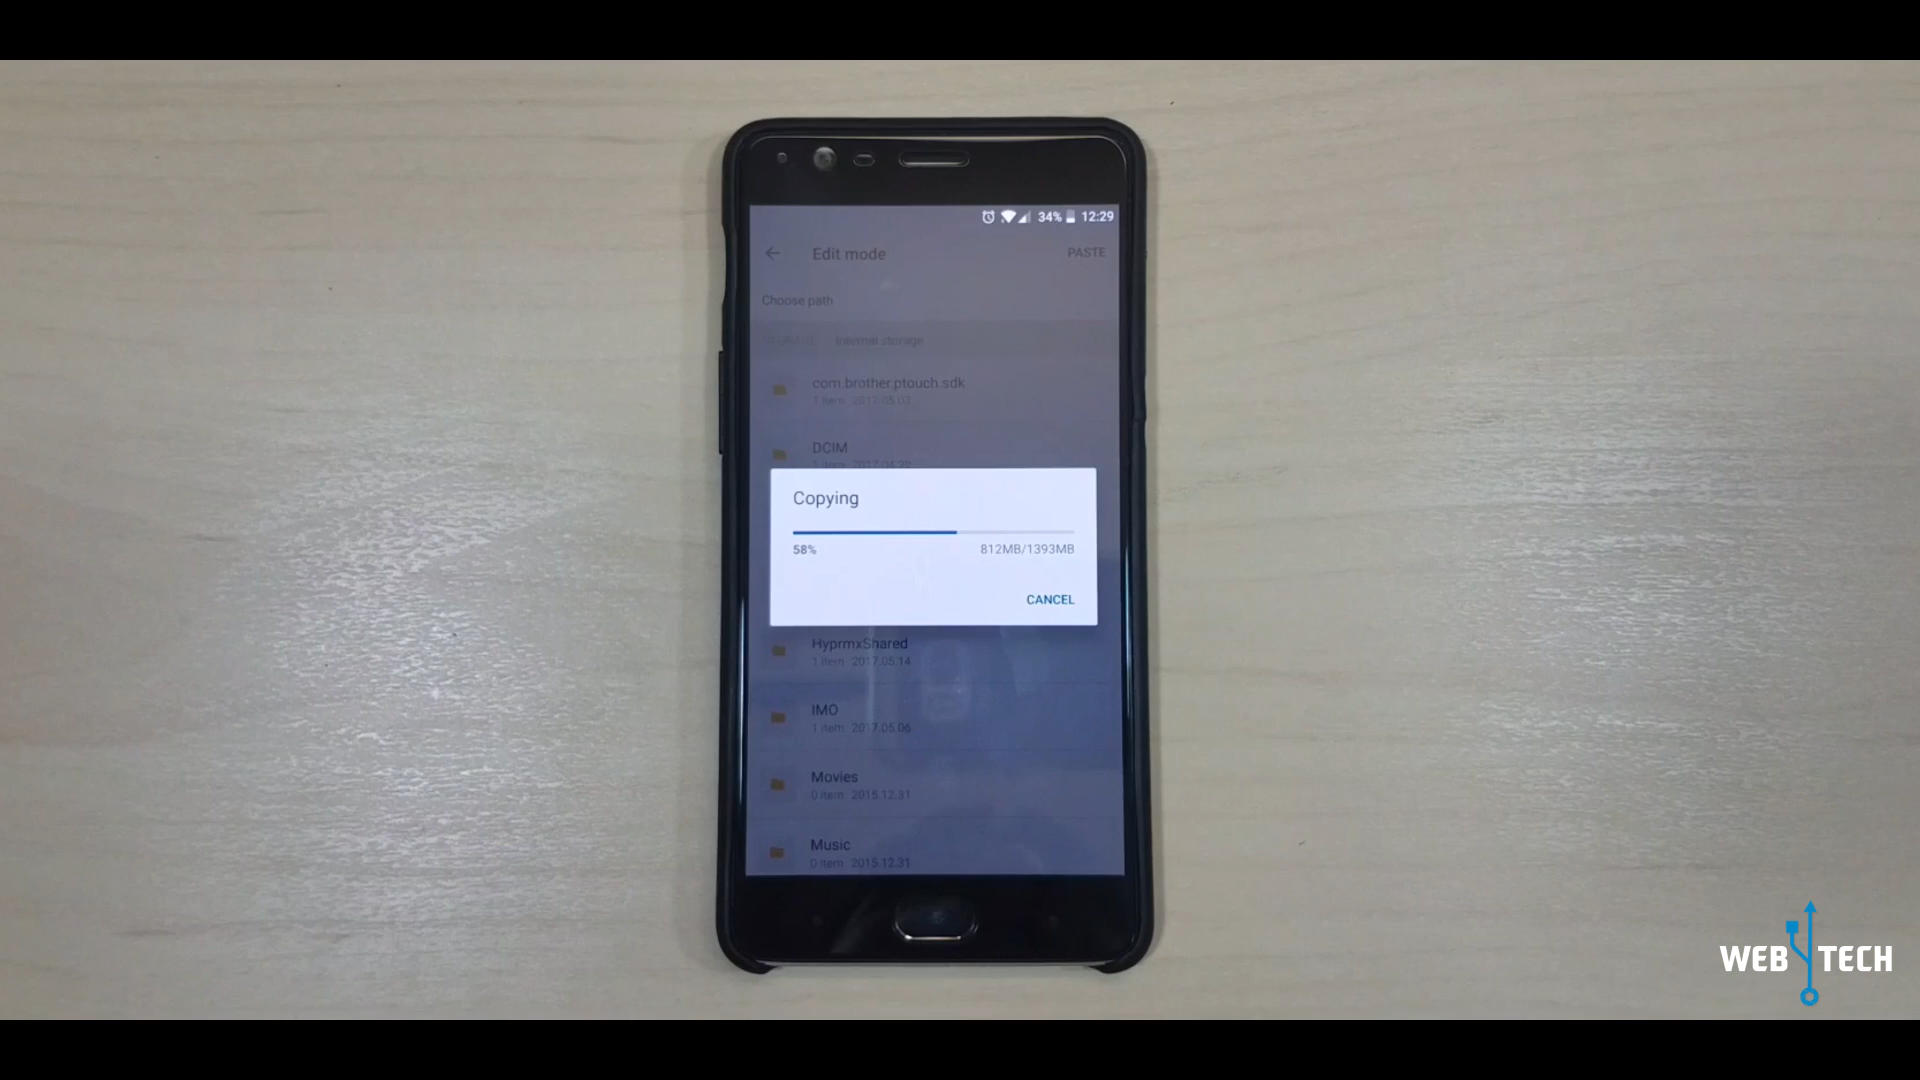 34% 12:29
Edit mode PASTE
Choose path
Internal storage
com.brother.ptouch.sdk
1 item 2017.05.03
DCIM
Copying
58% 812MB/1393MB
CANCEL
HyprmxShared
1 item 2017.05.14
IMO
1 item 2017.05.06
Movies
0 item 2015.12.31
Music
0 item 2015.12.31
WEB TECH